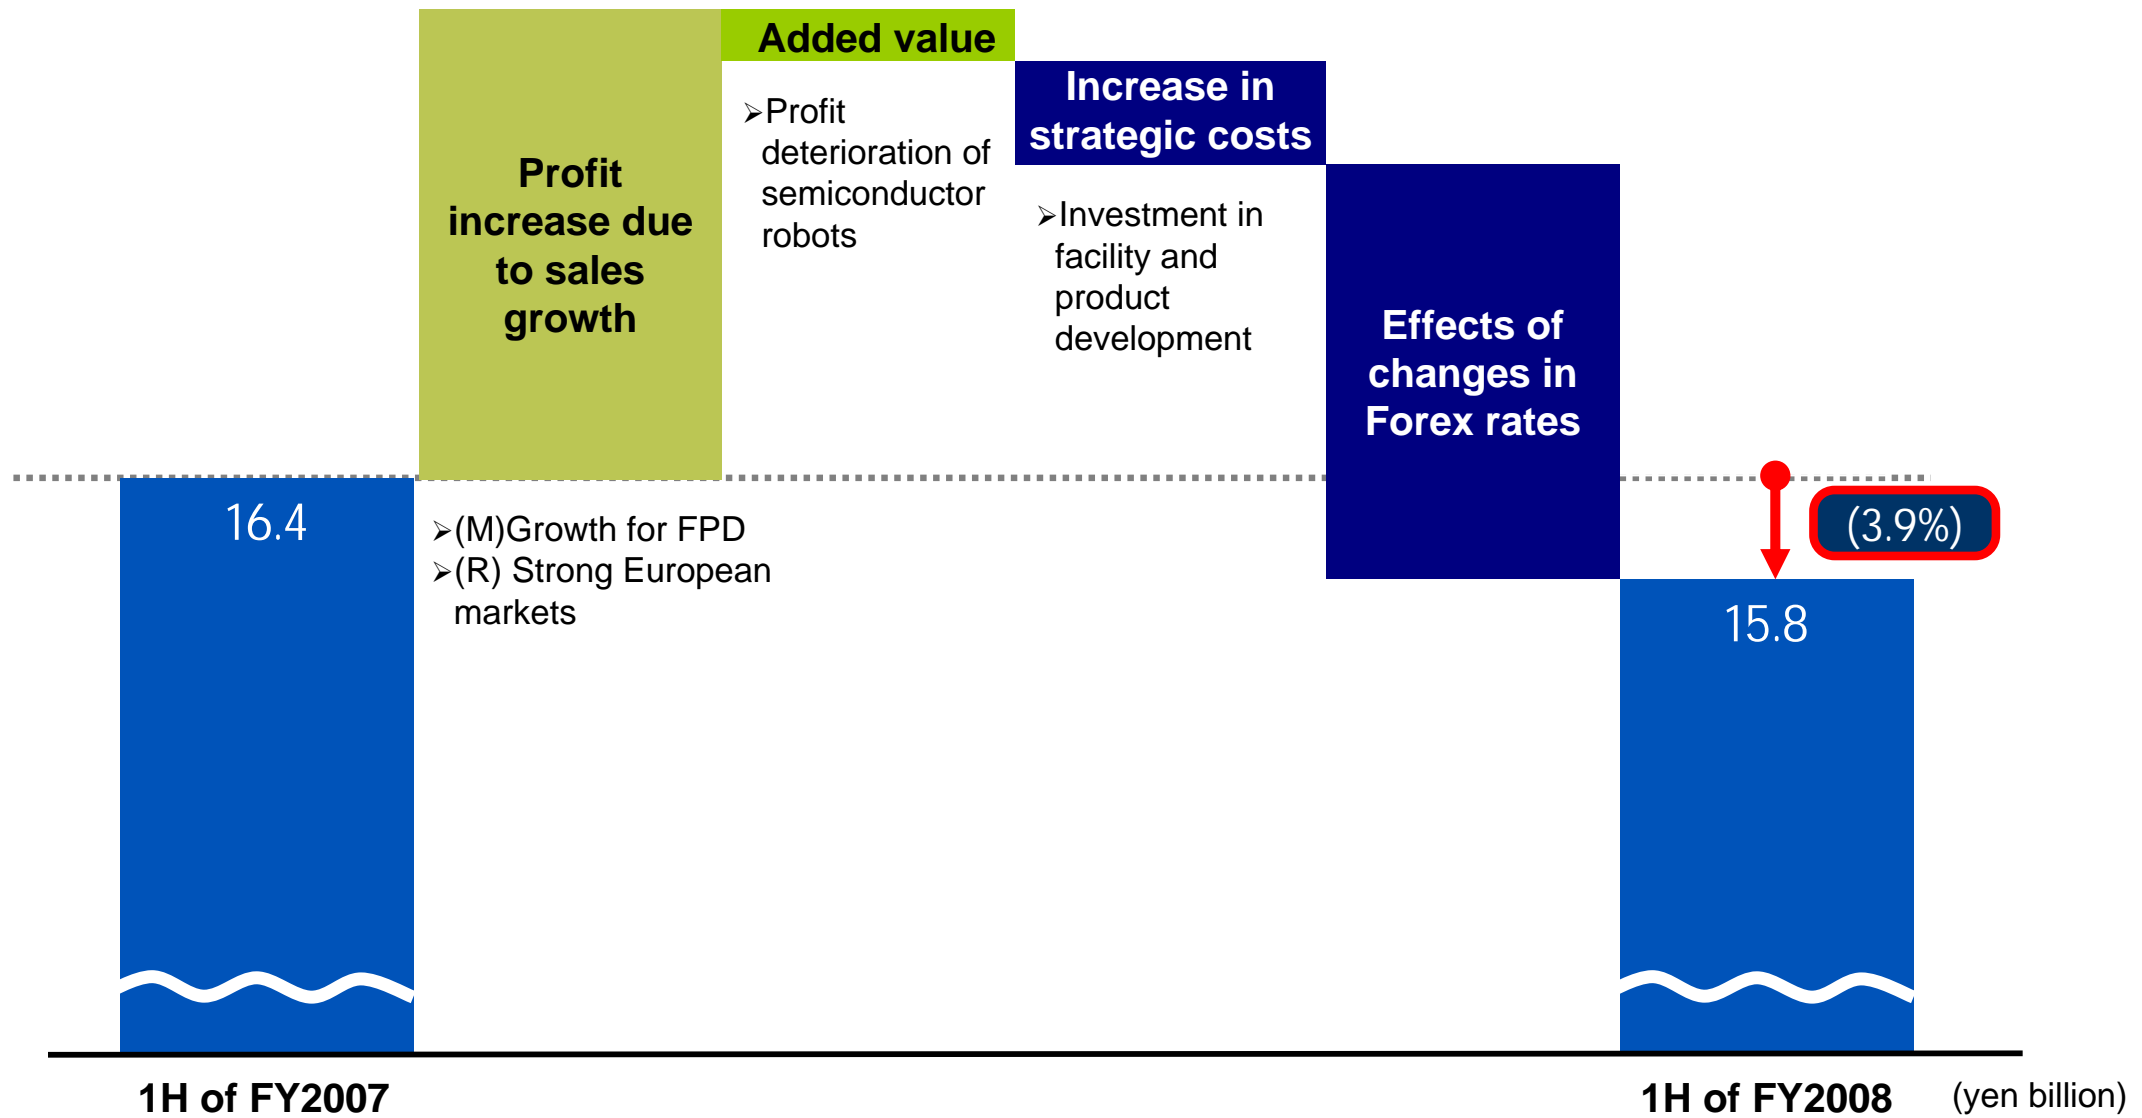 Added value
Increase in
strategic costs
➢Profit
deterioration of
semiconductor
robots
Profit
increase due
to sales
growth
➢Investment in
facility and
product
development
Effects of
changes in
Forex rates
16.4
➢(M)Growth for FPD
➢(R) Strong European
markets
(3.9%)
15.8
1H of FY2007
1H of FY2008
(yen billion)